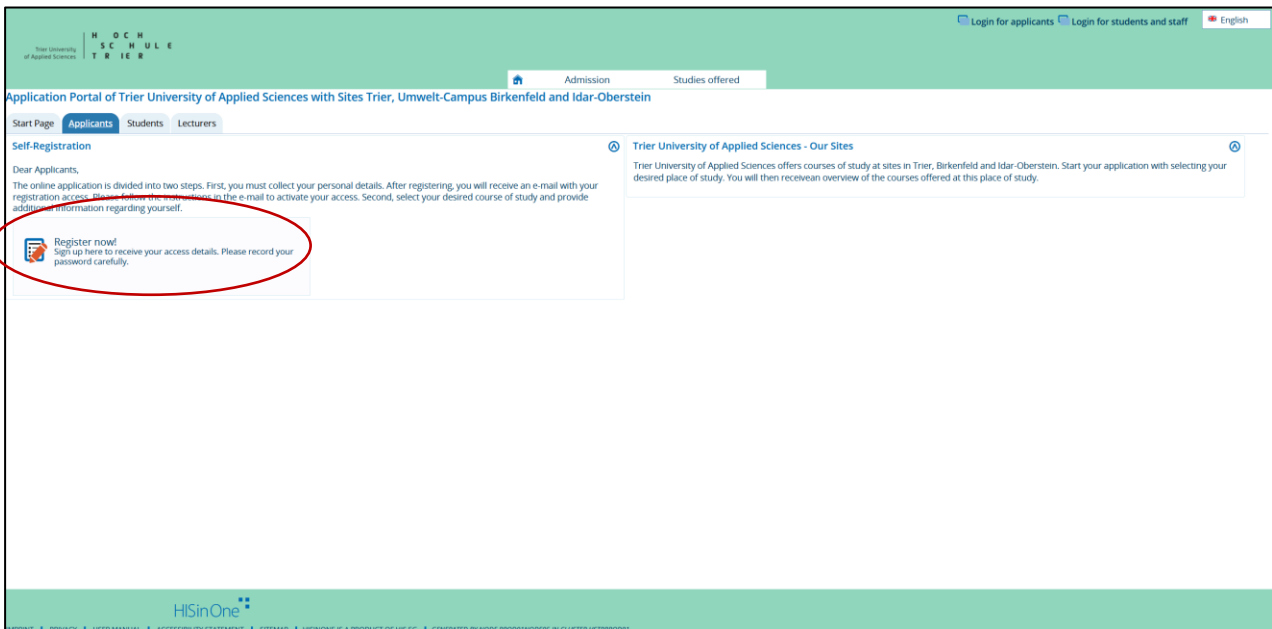 Login for applicants Login for students and staff English
H O C H
Trier University S C H U L E
of Applied Sciences T R I E R
Admission Studies offered
Application Portal of Trier University of Applied Sciences with Sites Trier, Umwelt-Campus Birkenfeld and Idar-Oberstein
Start Page Applicants Students Lecturers
Self-Registration
Dear Applicants,
The online application is divided into two steps. First, you must collect your personal details. After registering, you will receive an e-mail with your
registration access. Please follow the instructions in the e-mail to activate your access. Second, select your desired course of study and provide
additional information regarding yourself.
Register now!
Sign up here to receive your access details. Please record your
password carefully.
Trier University of Applied Sciences - Our Sites
Trier University of Applied Sciences offers courses of study at sites in Trier, Birkenfeld and Idar-Oberstein. Start your application with selecting your
desired place of study. You will then receivean overview of the courses offered at this place of study.
HISinOne